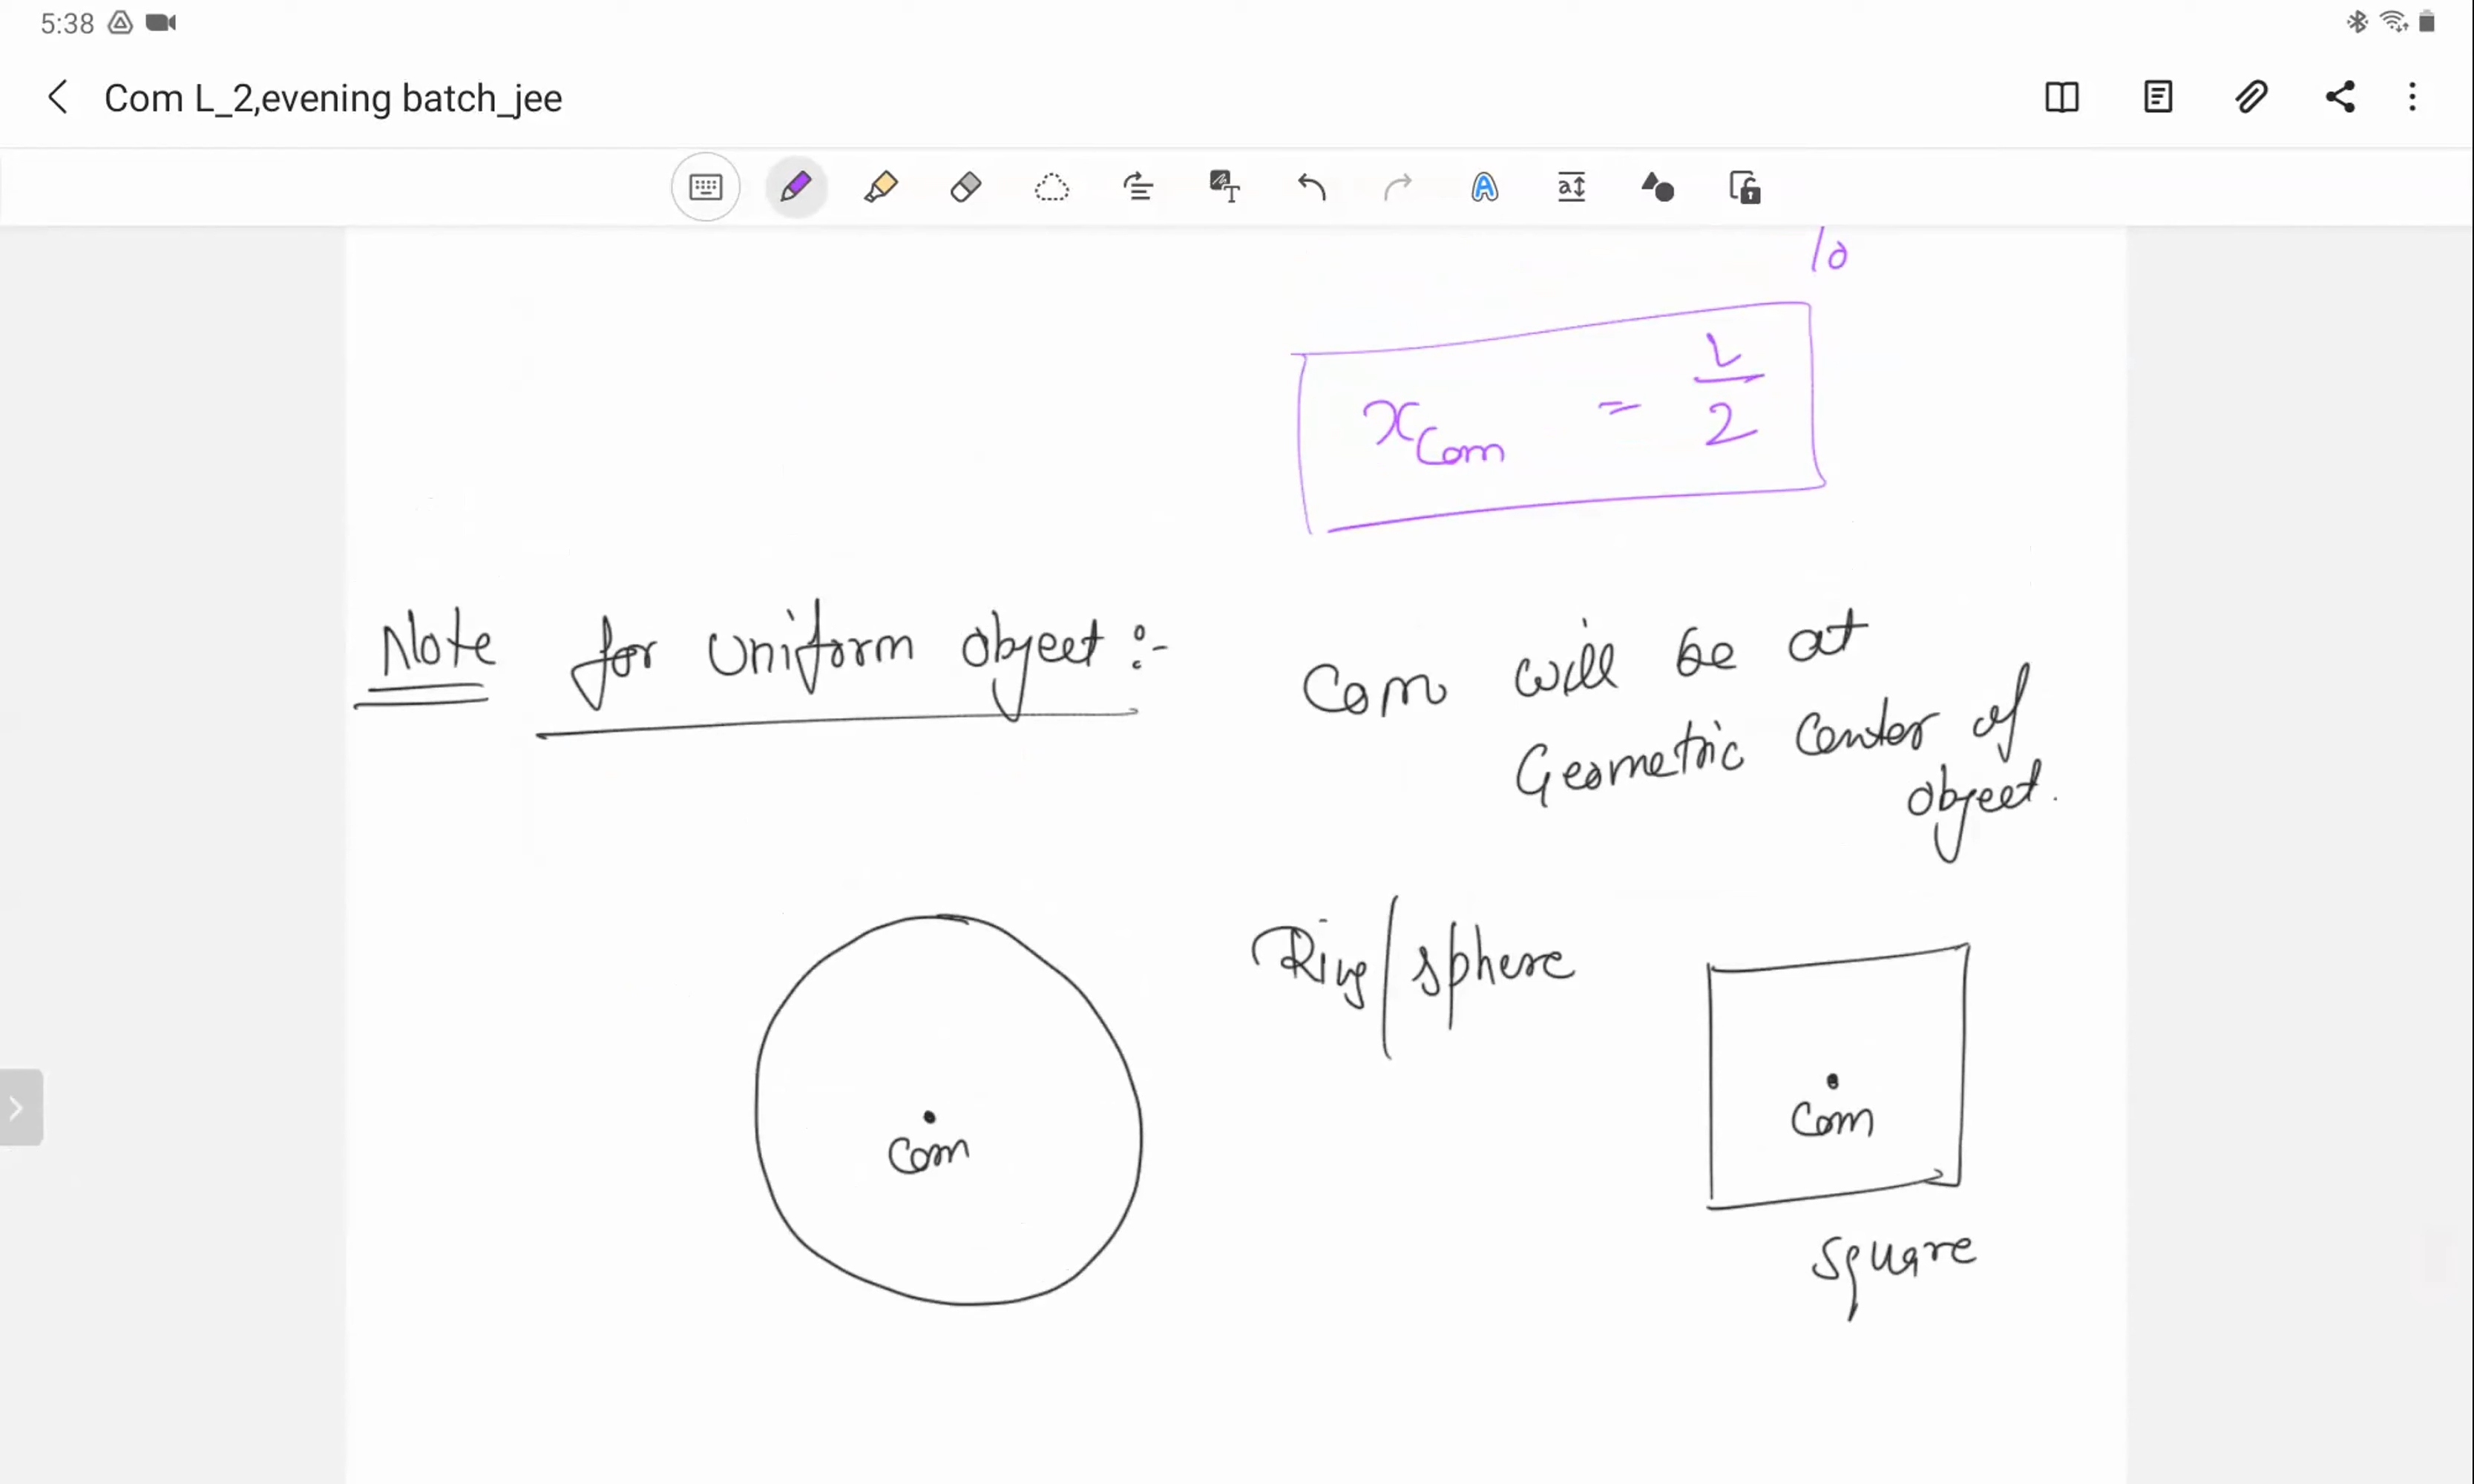 5:38
Com L_2,evening batch_jee
10
x Com = L/2
Note for uniform object :- Com will be at
Geometric Center of
object.
Ring/sphere
Com
Com
square